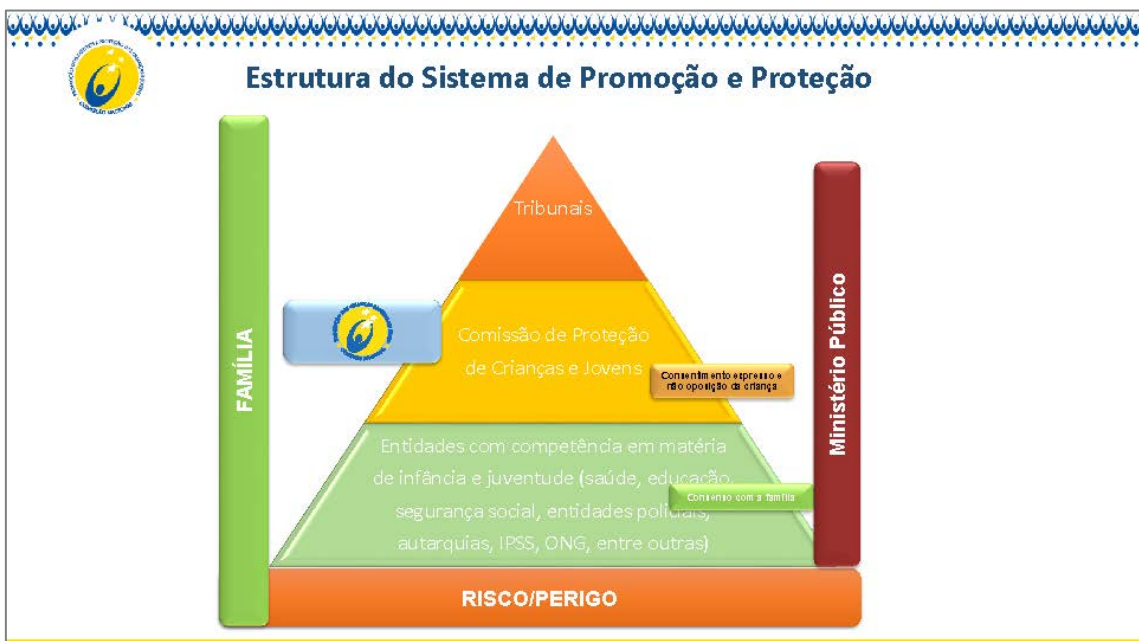 Estrutura do Sistema de Promoção e Proteção
Tribunais
FAMÍLIA
Comissão de Proteção
de Crianças e Jovens
Consentimento expresso e
não oposição da criança
Ministério Público
Entidades com competência em matéria
de infância e juventude (saúde, educação,
segurança social, entidades policiais,
autarquias, IPSS, ONG, entre outras)
Consenso com a família
RISCO/PERIGO